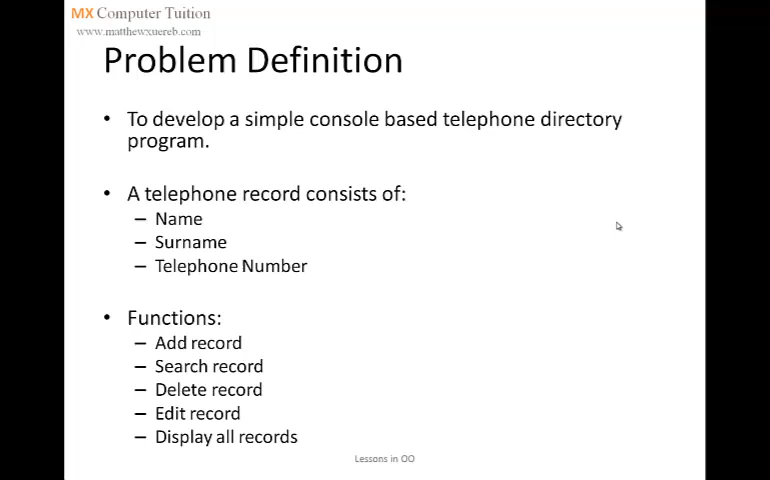 MX Computer Tuition
www.matthewxuereb.com
Problem Definition
• To develop a simple console based telephone directory
program.
• A telephone record consists of:
– Name
– Surname
– Telephone Number
• Functions:
– Add record
– Search record
– Delete record
– Edit record
– Display all records
Lessons in OO